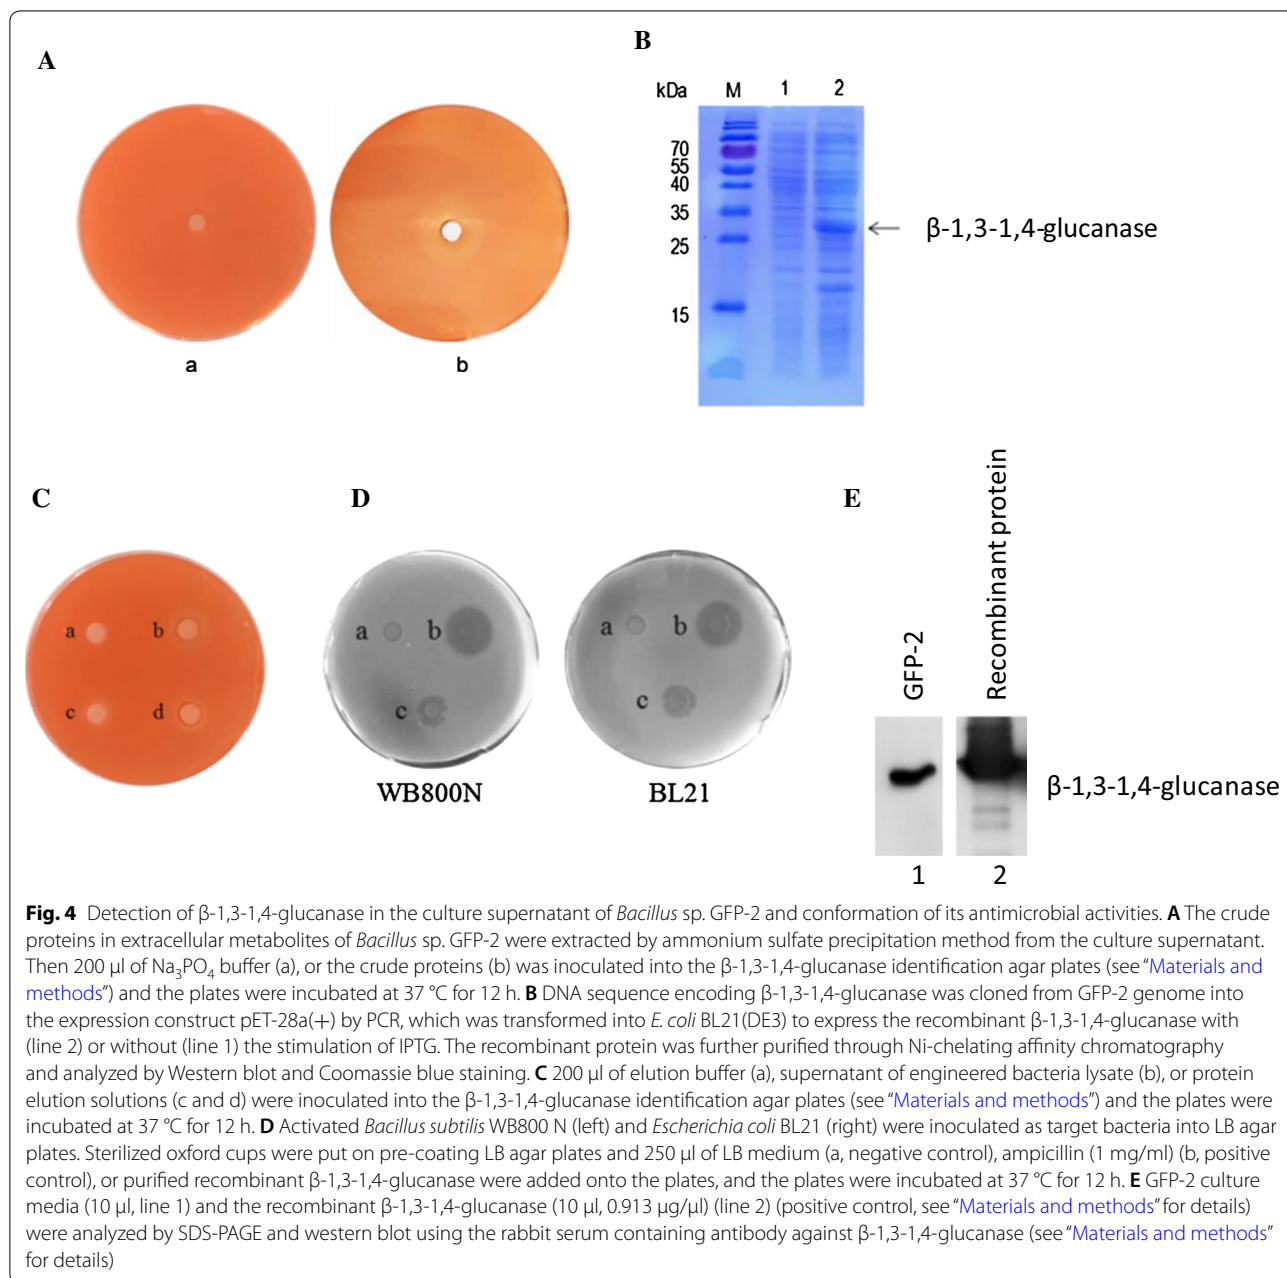 A
a
b
B
kDa
M
1
2
70
55
40
35
25
15
β-1,3-1,4-glucanase
C
a
b
c
d
D
a
b
c
WB800N
a
b
c
BL21
E
GFP-2
Recombinant protein
β-1,3-1,4-glucanase
1
2
Fig. 4 Detection of β-1,3-1,4-glucanase in the culture supernatant of Bacillus sp. GFP-2 and conformation of its antimicrobial activities. A The crude
proteins in extracellular metabolites of Bacillus sp. GFP-2 were extracted by ammonium sulfate precipitation method from the culture supernatant.
Then 200 μl of Na₃PO₄ buffer (a), or the crude proteins (b) was inoculated into the β-1,3-1,4-glucanase identification agar plates (see “Materials and
methods”) and the plates were incubated at 37 °C for 12 h. B DNA sequence encoding β-1,3-1,4-glucanase was cloned from GFP-2 genome into
the expression construct pET-28a(+) by PCR, which was transformed into E. coli BL21(DE3) to express the recombinant β-1,3-1,4-glucanase with
(line 2) or without (line 1) the stimulation of IPTG. The recombinant protein was further purified through Ni-chelating affinity chromatography
and analyzed by Western blot and Coomassie blue staining. C 200 μl of elution buffer (a), supernatant of engineered bacteria lysate (b), or protein
elution solutions (c and d) were inoculated into the β-1,3-1,4-glucanase identification agar plates (see “Materials and methods”) and the plates were
incubated at 37 °C for 12 h. D Activated Bacillus subtilis WB800 N (left) and Escherichia coli BL21 (right) were inoculated as target bacteria into LB agar
plates. Sterilized oxford cups were put on pre-coating LB agar plates and 250 μl of LB medium (a, negative control), ampicillin (1 mg/ml) (b, positive
control), or purified recombinant β-1,3-1,4-glucanase were added onto the plates, and the plates were incubated at 37 °C for 12 h. E GFP-2 culture
media (10 μl, line 1) and the recombinant β-1,3-1,4-glucanase (10 μl, 0.913 μg/μl) (line 2) (positive control, see “Materials and methods” for details)
were analyzed by SDS-PAGE and western blot using the rabbit serum containing antibody against β-1,3-1,4-glucanase (see “Materials and methods”
for details)